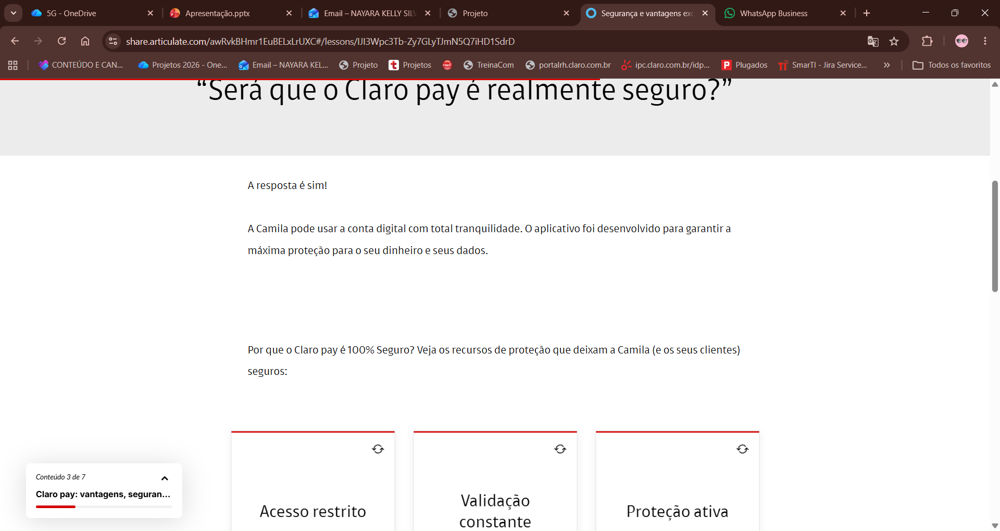 5G - OneDrive
Apresentação.pptx
Email – NAYARA KELLY SILV
Projeto
Segurança e vantagens exc
WhatsApp Business
share.articulate.com/awRvkBHmr1EuBELxLrUXC#/lessons/IJI3Wpc3Tb-Zy7GLyTJmN5Q7iHD1SdrD
CONTEÚDO E CAN...
Projetos 2026 - One...
Email – NAYARA KEL...
Projeto
Projetos
TreinaCom
portalrh.claro.com.br
ipc.claro.com.br/idp...
Plugados
SmarTI - Jira Service...
Todos os favoritos
“Será que o Claro pay é realmente seguro?”
A resposta é sim!
A Camila pode usar a conta digital com total tranquilidade. O aplicativo foi desenvolvido para garantir a
máxima proteção para o seu dinheiro e seus dados.
Por que o Claro pay é 100% Seguro? Veja os recursos de proteção que deixam a Camila (e os seus clientes)
seguros:
Acesso restrito
Validação
constante
Proteção ativa
Conteúdo 3 de 7
Claro pay: vantagens, seguran...